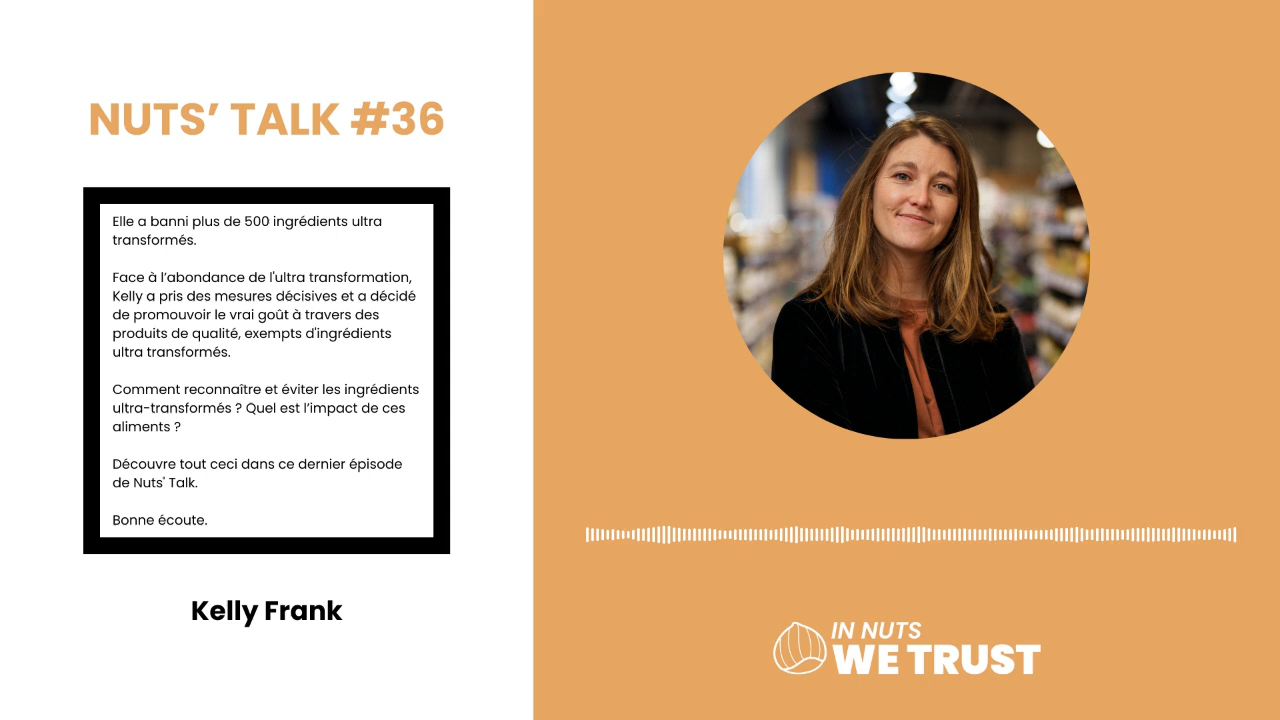 NUTS’ TALK #36
Elle a banni plus de 500 ingrédients ultra
transformés.
Face à l’abondance de l'ultra transformation,
Kelly a pris des mesures décisives et a décidé
de promouvoir le vrai goût à travers des
produits de qualité, exempts d'ingrédients
ultra transformés.
Comment reconnaître et éviter les ingrédients
ultra-transformés ? Quel est l’impact de ces
aliments ?
Découvre tout ceci dans ce dernier épisode
de Nuts' Talk.
Bonne écoute.
Kelly Frank
IN NUTS
WE TRUST